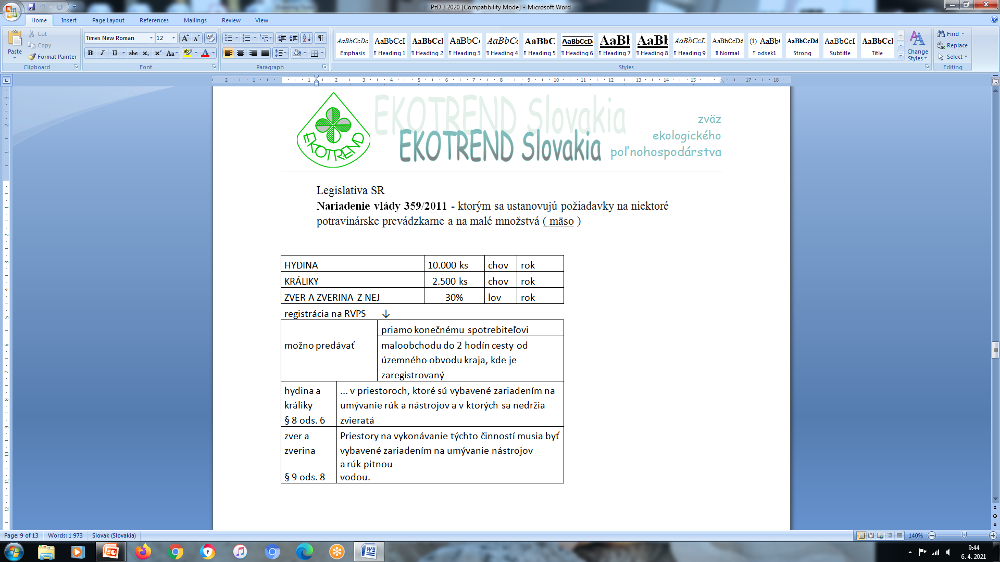 PzD 3 2020 [Compatibility Mode] - Microsoft Word
Home Insert Page Layout References Mailings Review View
Paste Cut Copy Format Painter Clipboard
Times New Roman 12 Font
Paragraph
AaBbCcDc AaBbCcI AaBbCcI AaBbC AaBbC AaBbC AaBbCcD AaBb AaBb AaBbCcL AaBbCcDd (1) AaBb AaBbCcDd AaBbCcI AaBbCcl
Emphasis ¶ Heading 1 ¶ Heading 2 ¶ Heading 3 ¶ Heading 4 ¶ Heading 5 ¶ Heading 6 ¶ Heading 7 ¶ Heading 8 ¶ Heading 9 ¶ Normal ¶ odsek1 Strong Subtitle Title
Styles
Change Styles
Find Replace Select Editing
EKOTREND
EKOTREND Slovakia
zväz
ekologického
poľnohospodárstva
Legislatíva SR
Nariadenie vlády 359/2011 - ktorým sa ustanovujú požiadavky na niektoré
potravinárske prevádzkarne a na malé množstvá ( mäso )
HYDINA 10.000 ks chov rok
KRÁLIKY 2.500 ks chov rok
ZVER A ZVERINA Z NEJ 30% lov rok
registrácia na RVPS ↓
priamo konečnému spotrebiteľovi
možno predávať maloobchodu do 2 hodín cesty od
územného obvodu kraja, kde je
zaregistrovaný
hydina a ... v priestoroch, ktoré sú vybavené zariadením na
králiky umývanie rúk a nástrojov a v ktorých sa nedržia
§ 8 ods. 6 zvieratá
zver a Priestory na vykonávanie týchto činností musia byť
zverina vybavené zariadením na umývanie nástrojov
a rúk pitnou
§ 9 ods. 8 vodou.
Page: 9 of 13 Words: 1 973 Slovak (Slovakia) 140%
9:44
6. 4. 2021